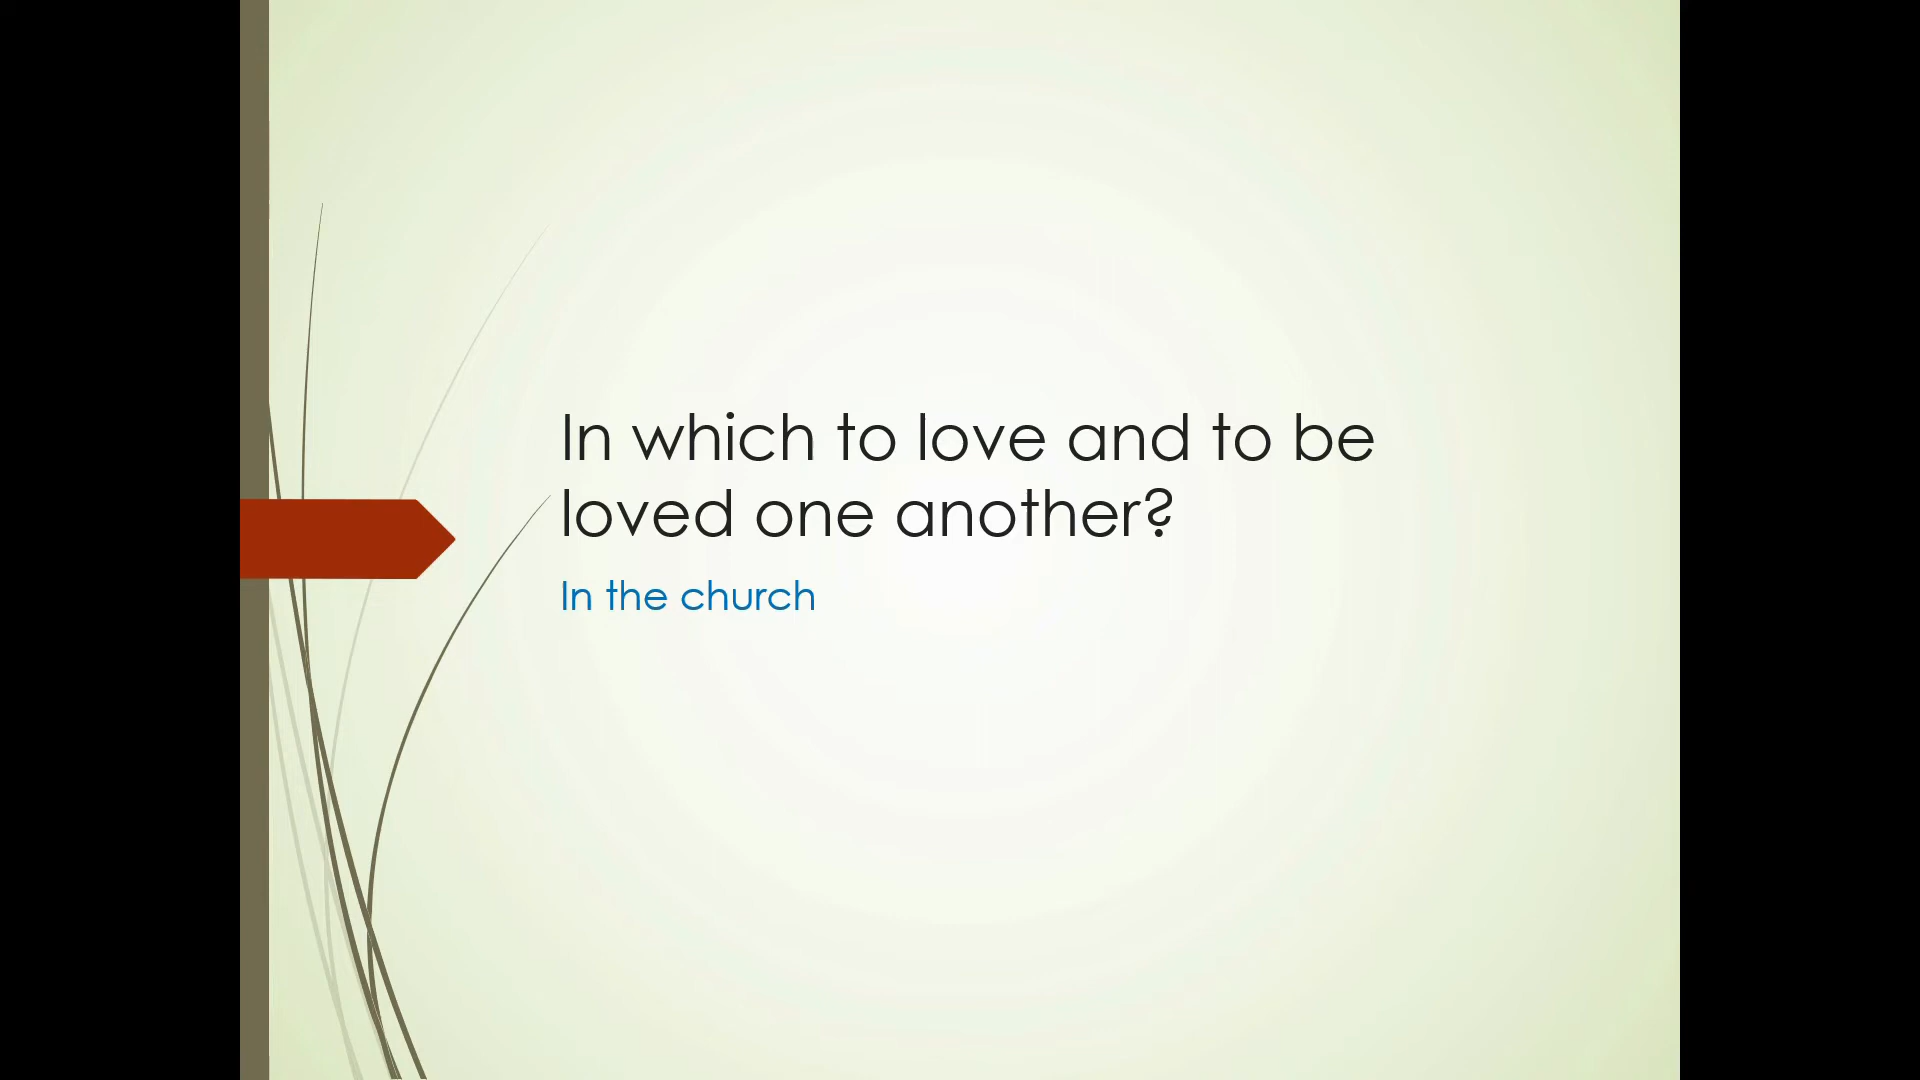 In which to love and to be
loved one another?
In the church